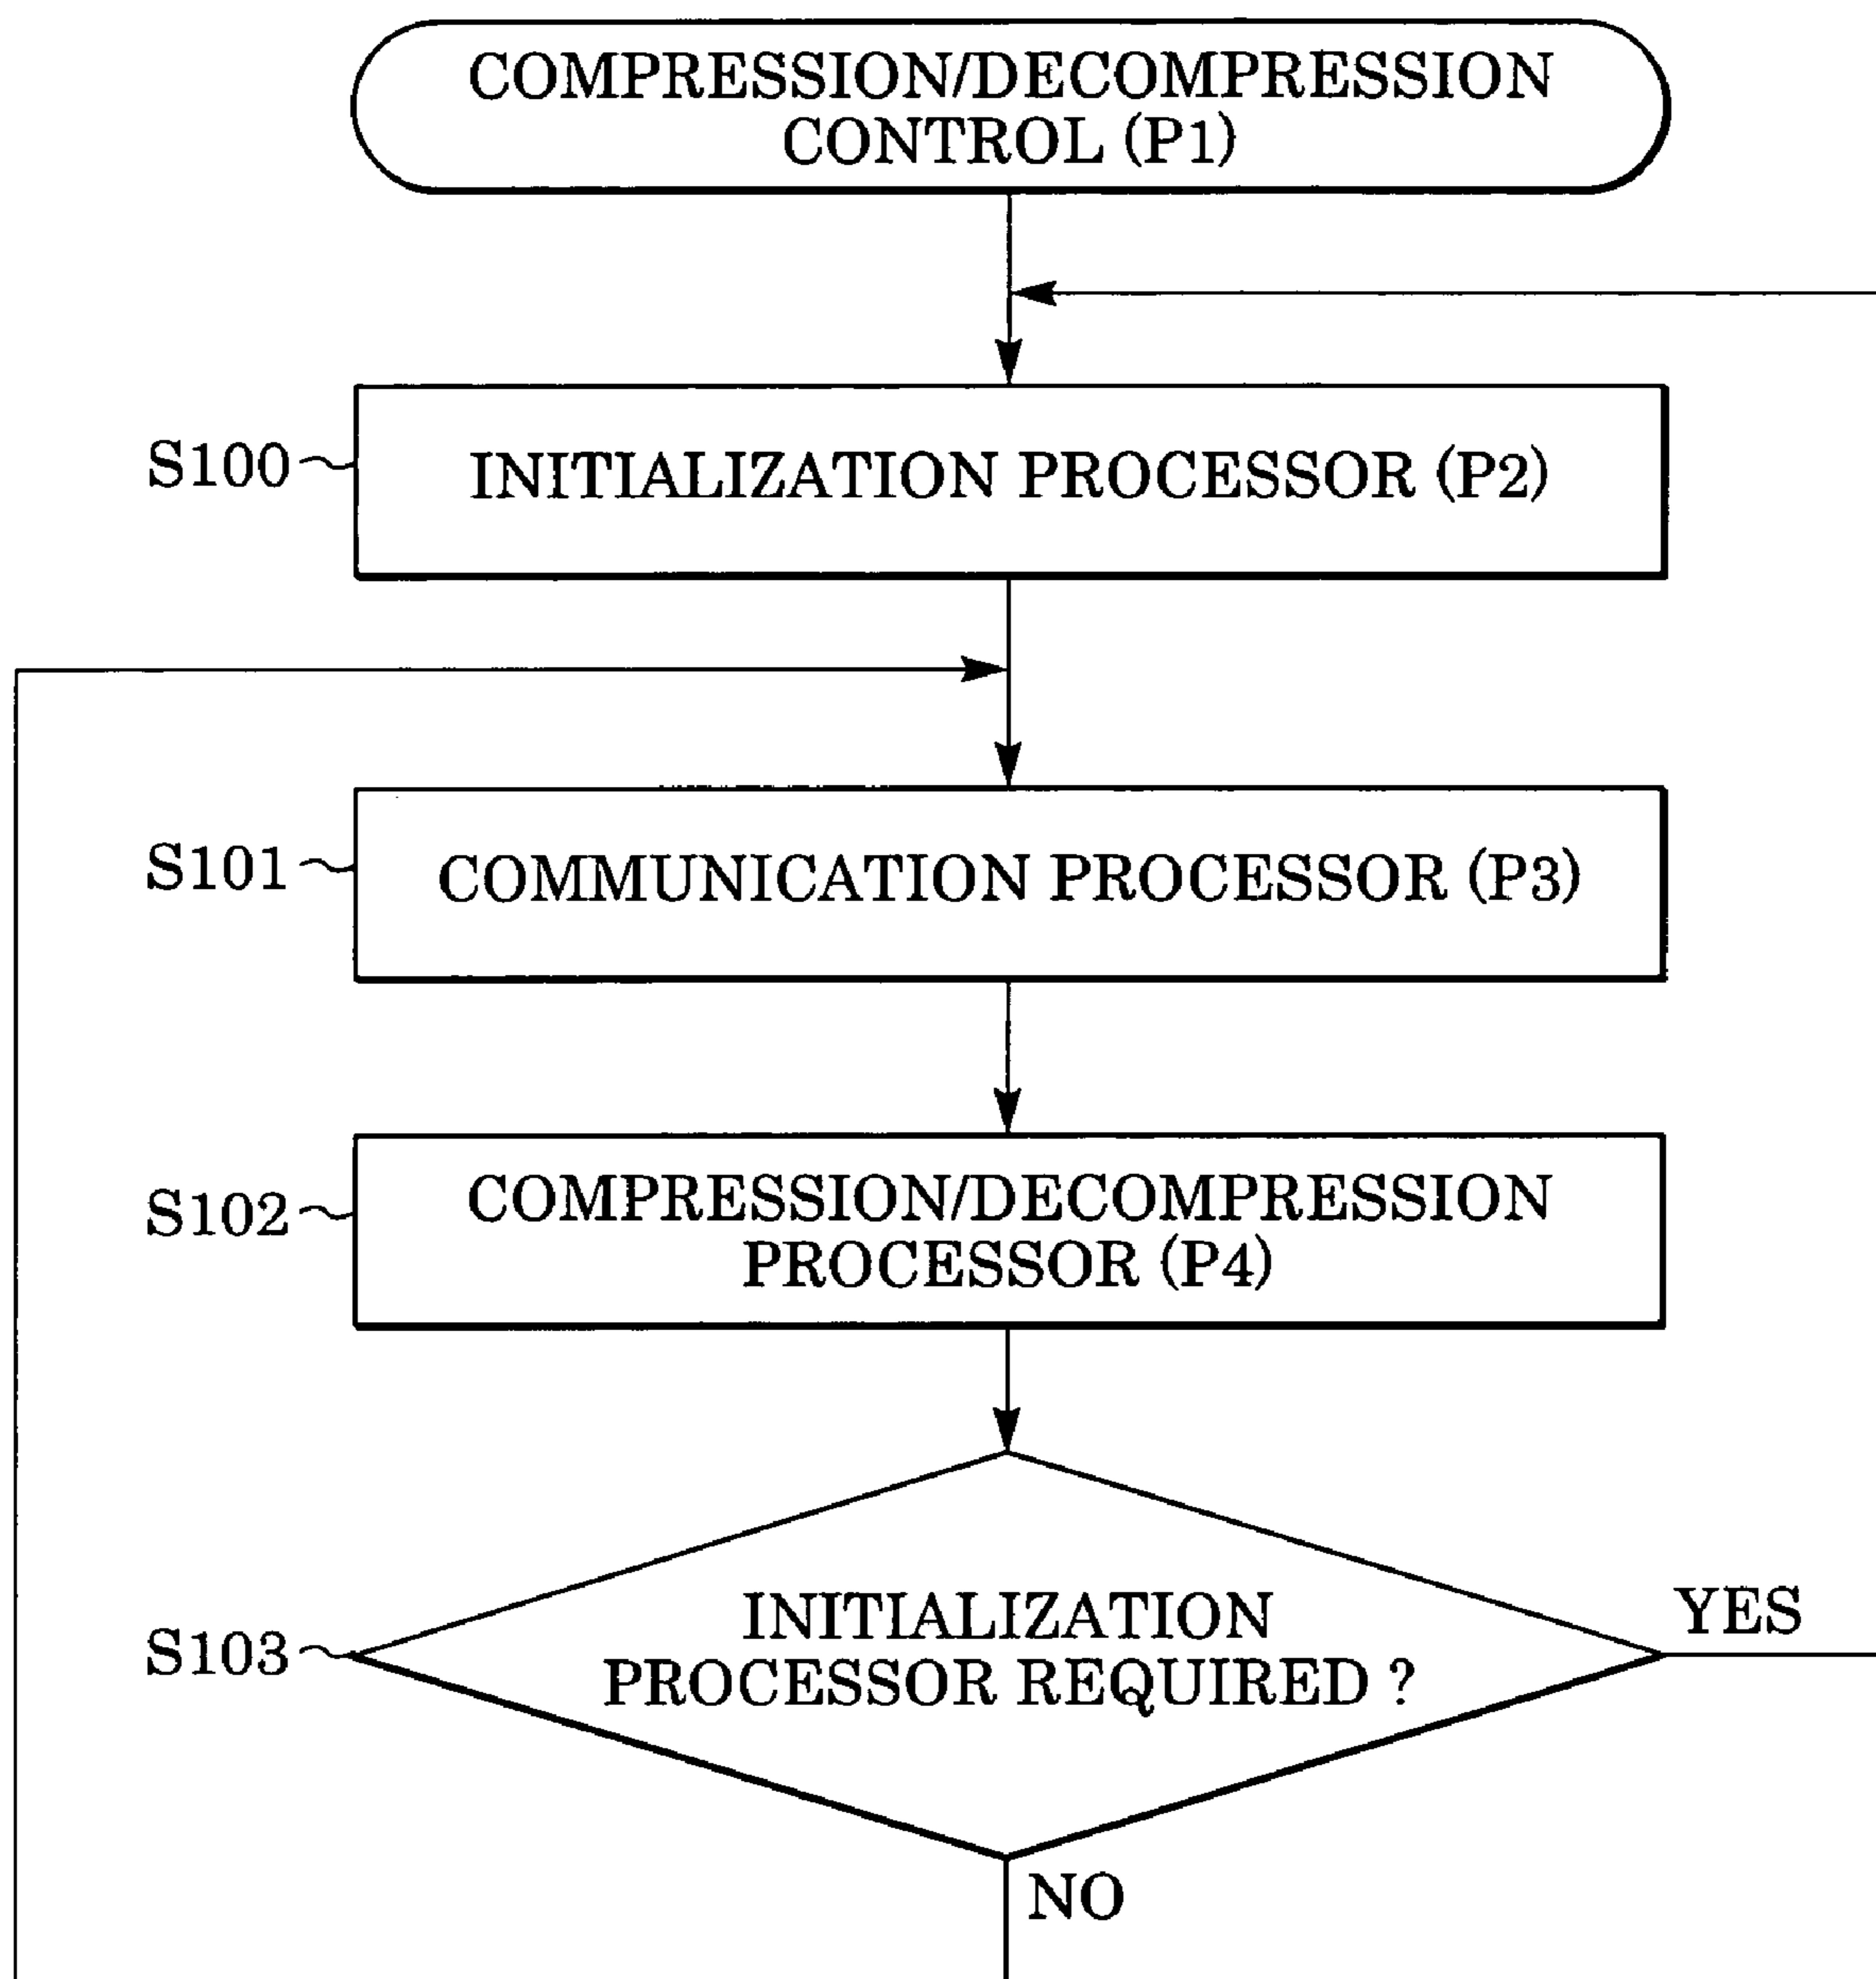 COMPRESSION/DECOMPRESSION
CONTROL (P1)
S100
INITIALIZATION PROCESSOR (P2)
S101
COMMUNICATION PROCESSOR (P3)
S102
COMPRESSION/DECOMPRESSION
PROCESSOR (P4)
S103
INITIALIZATION
PROCESSOR REQUIRED ?
YES
NO